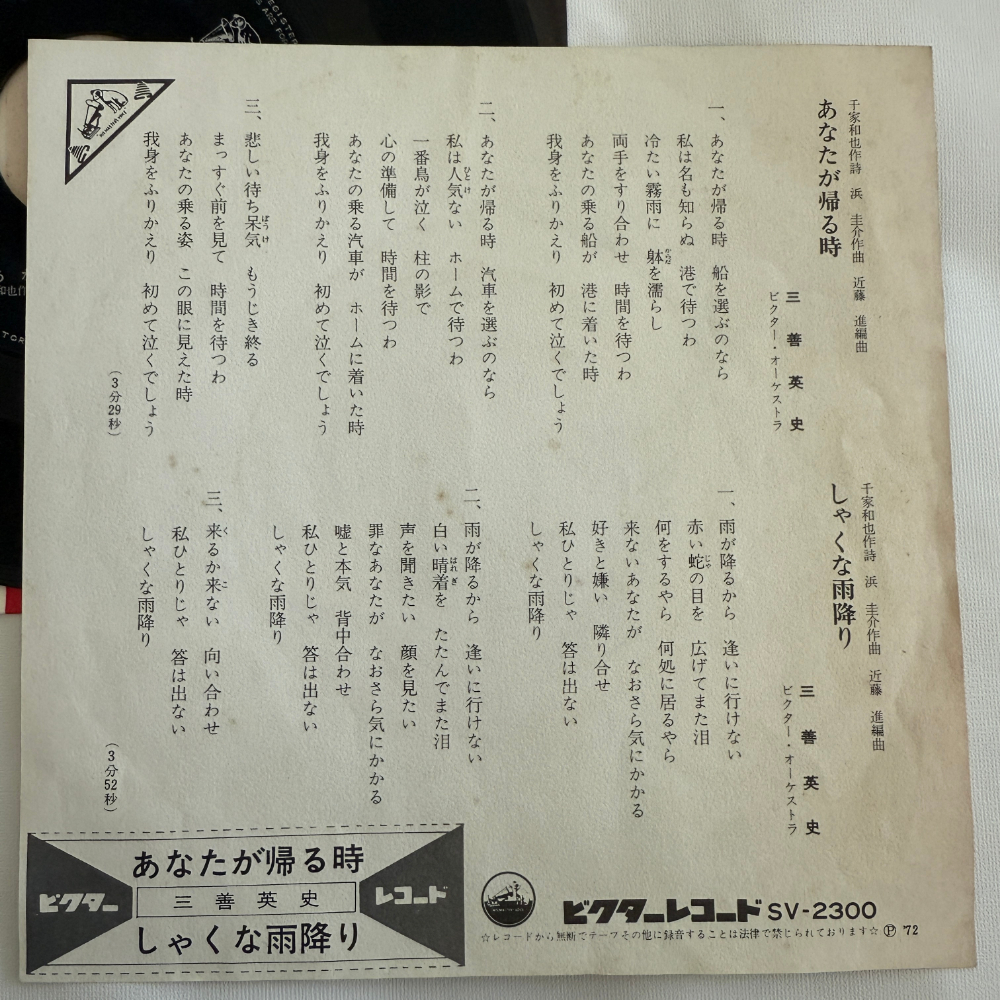 あなたが帰る時
千家和也作詩 浜 圭介作曲 近藤 進編曲
三善英史
ビクター・オーケストラ
一、あなたが帰る時 船を選ぶのなら
私は名も知らぬ 港で待つわ
冷たい霧雨に 躰を濡らし
両手をすり合わせ 時間を待つわ
あなたの乗る船が 港に着いた時
我身をふりかえり 初めて泣くでしょう
二、あなたが帰る時 汽車を選ぶのなら
私は人気ない ホームで待つわ
一番鳥が泣く 柱の影で
心の準備して 時間を待つわ
あなたの乗る汽車が ホームに着いた時
我身をふりかえり 初めて泣くでしょう
三、悲しい待ち呆気 もうじき終る
まっすぐ前を見て 時間を待つわ
あなたの乗る姿 この眼に見えた時
我身をふりかえり 初めて泣くでしょう
(3分29秒)
しゃくな雨降り
千家和也作詩 浜 圭介作曲 近藤 進編曲
三善英史
ビクター・オーケストラ
一、雨が降るから 逢いに行けない
赤い蛇の目を 広げてまた泪
何をするやら 何処に居るやら
来ないあなたが なおさら気にかかる
好きと嫌い 隣り合せ
私ひとりじゃ 答は出ない
しゃくな雨降り
二、雨が降るから 逢いに行けない
白い晴着を たたんでまた泪
声を聞きたい 顔を見たい
罪なあなたが なおさら気にかかる
嘘と本気 背中合わせ
私ひとりじゃ 答は出ない
しゃくな雨降り
三、来るか来ない 向い合わせ
私ひとりじゃ 答は出ない
しゃくな雨降り
(3分52秒)
あなたが帰る時
ビクター 三善英史 レコード
しゃくな雨降り
ビクターレコード SV-2300
☆レコードから無断でテープその他に録音することは法律で禁じられております☆ Ⓟ '72